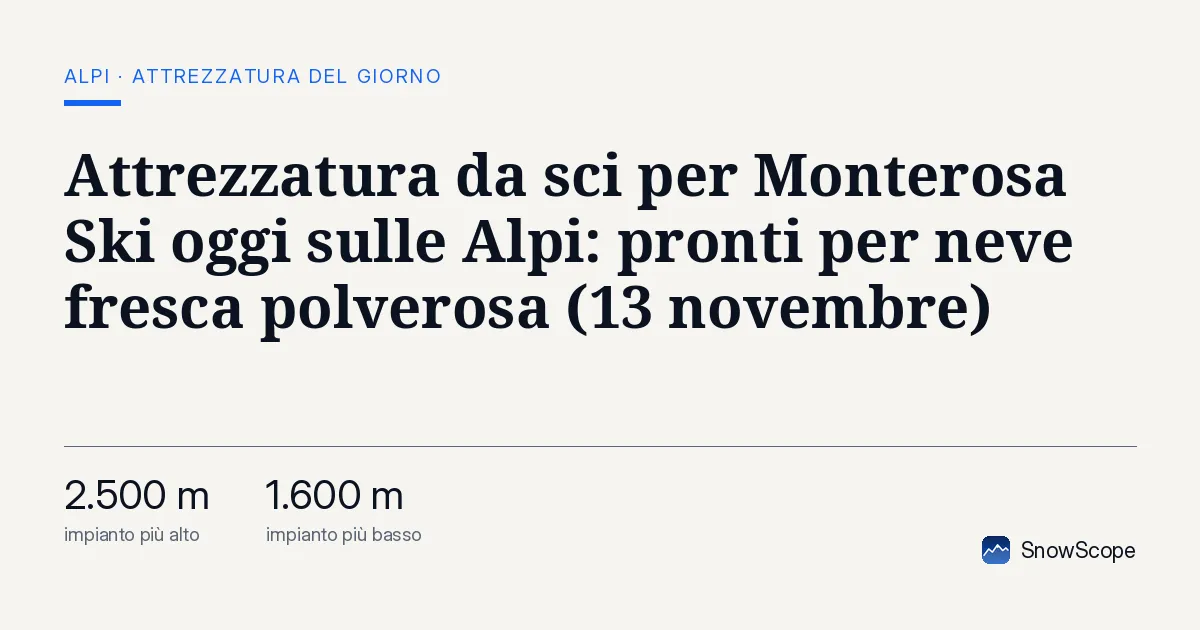 ALPI · ATTREZZATURA DEL GIORNO
Attrezzatura da sci per Monterosa
Ski oggi sulle Alpi: pronti per neve
fresca polverosa (13 novembre)
2.500 m
impianto più alto
1.600 m
impianto più basso
SnowScope